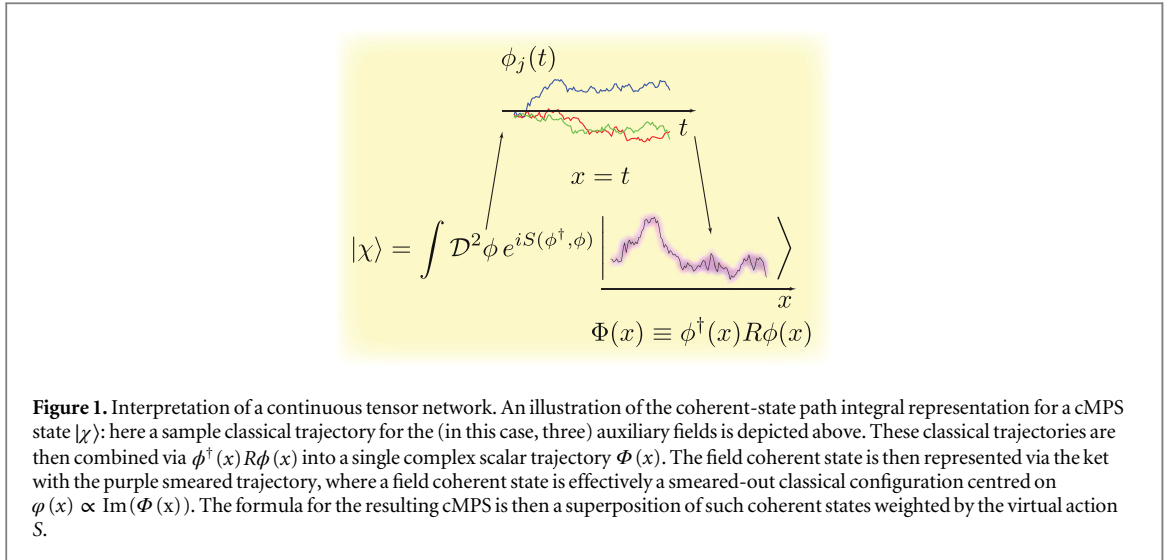 ϕ_j(t)
t
x = t
|χ⟩ = ∫ 𝒟²ϕ e^{iS(ϕ†,ϕ)} | ⟩
x
Φ(x) ≡ ϕ†(x)Rϕ(x)
Figure 1. Interpretation of a continuous tensor network. An illustration of the coherent-state path integral representation for a cMPS
state |χ⟩: here a sample classical trajectory for the (in this case, three) auxiliary fields is depicted above. These classical trajectories are
then combined via ϕ†(x)Rϕ(x) into a single complex scalar trajectory Φ(x). The field coherent state is then represented via the ket
with the purple smeared trajectory, where a field coherent state is effectively a smeared-out classical configuration centred on
φ(x) ∝ Im(Φ(x)). The formula for the resulting cMPS is then a superposition of such coherent states weighted by the virtual action
S.